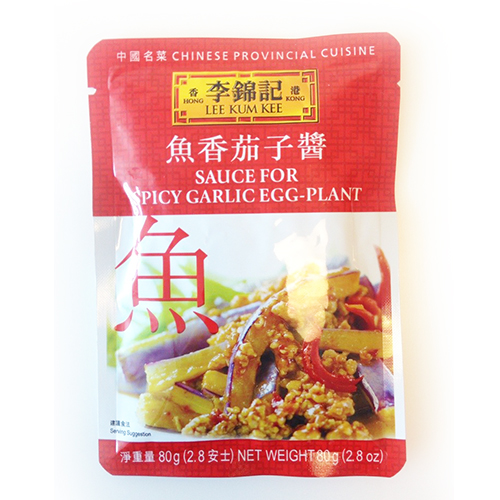 中國名菜 CHINESE PROVINCIAL CUISINE
香 李錦記 港
HONG LEE KUM KEE KONG
魚香茄子醬
SAUCE FOR
SPICY GARLIC EGG-PLANT
魚
建議食法
Serving Suggestion
淨重量 80g (2.8 安士) NET WEIGHT 80g (2.8 oz)